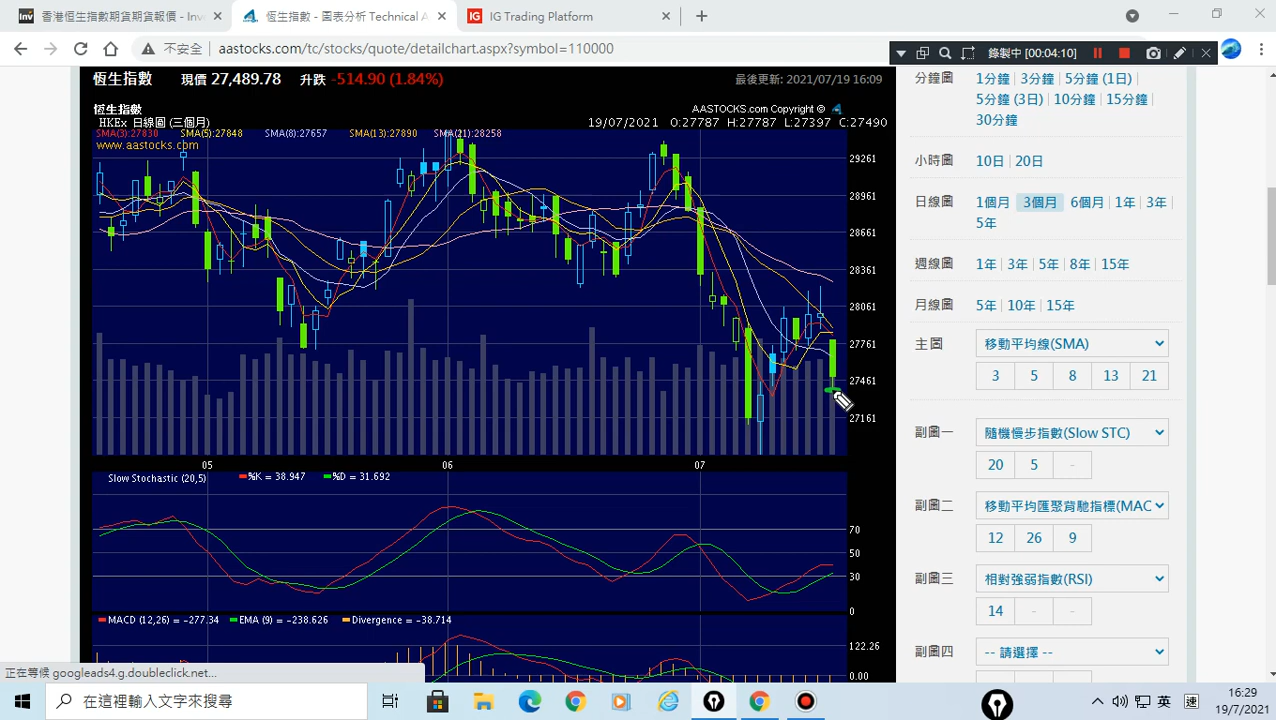 香港恒生指數期貨期貨報價 - Inv
恆生指數 - 圖表分析 Technical A
IG Trading Platform
不安全
aastocks.com/tc/stocks/quote/detailchart.aspx?symbol=110000
錄製中 [00:04:10]
恆生指數 現價 27,489.78 升跌 -514.90 (1.84%)
最後更新: 2021/07/19 16:09
恆生指數
AASTOCKS.com Copyright ©
HKEx 日線圖 (三個月)
19/07/2021 O:27787 H:27787 L:27397 C:27490
SMA(3):27830 SMA(5):27848 SMA(8):27657 SMA(13):27890 SMA(21):28258
www.aastocks.com
29261
28961
28661
28361
28061
27761
27461
27161
05 06 07
Slow Stochastic (20,5) %K = 38.947 %D = 31.692
70
50
30
0
MACD (12,26) = -277.34 EMA (9) = -238.626 Divergence = -38.714
122.26
0.00
分鐘圖 1分鐘 | 3分鐘 | 5分鐘 (1日) |
5分鐘 (3日) | 10分鐘 | 15分鐘 |
30分鐘
小時圖 10日 | 20日
日線圖 1個月 | 3個月 | 6個月 | 1年 | 3年 |
5年
週線圖 1年 | 3年 | 5年 | 8年 | 15年
月線圖 5年 | 10年 | 15年
主圖 移動平均線(SMA)
3 5 8 13 21
副圖一 隨機慢步指數(Slow STC)
20 5 -
副圖二 移動平均匯聚背馳指標(MAC
12 26 9
副圖三 相對強弱指數(RSI)
14 - -
副圖四 -- 請選擇 --
正在等候 googleads4.g.doubleclick.net...
在這裡輸入文字來搜尋
英
速
16:29
19/7/2021